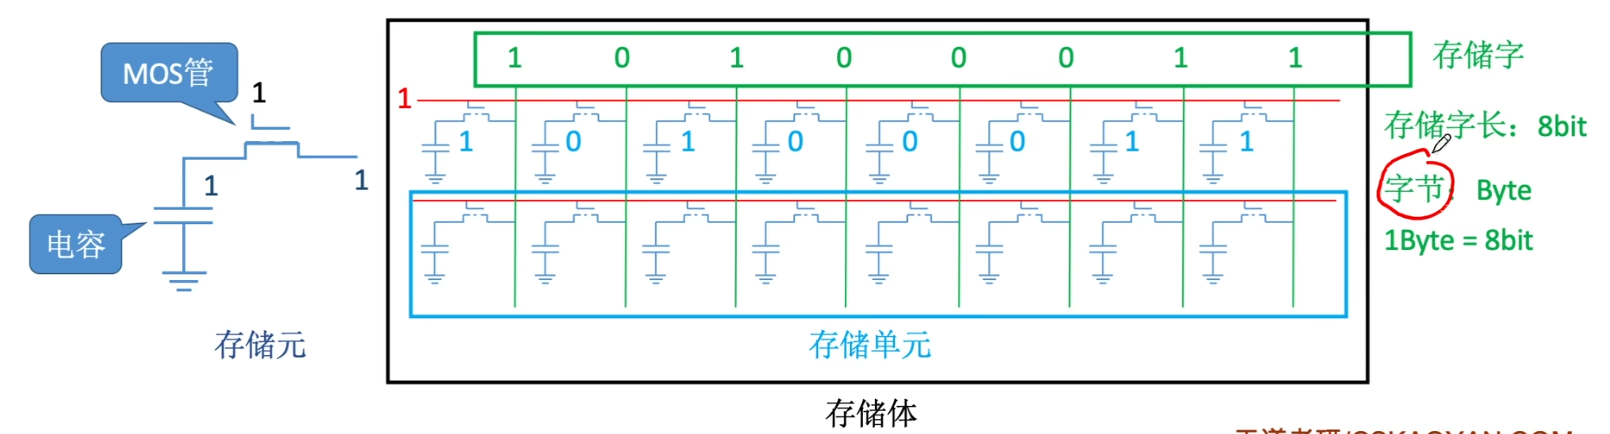 MOS管
1
1
1
电容
存储元
1 0 1 0 0 0 1 1
存储字
1
1 0 1 0 0 0 1 1
存储字长：8bit
字节：Byte
1Byte = 8bit
存储单元
存储体